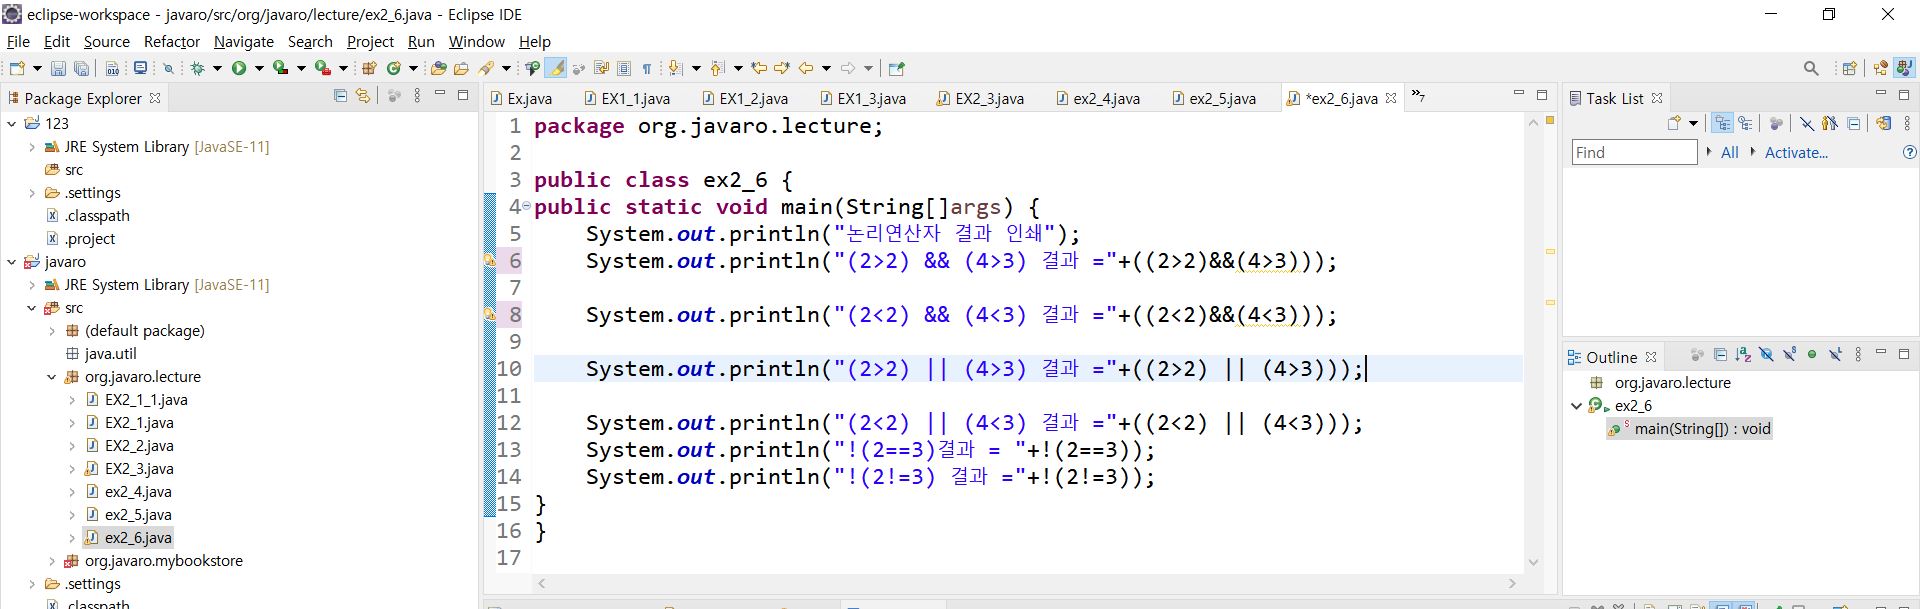 eclipse-workspace - javaro/src/org/javaro/lecture/ex2_6.java - Eclipse IDE
File Edit Source Refactor Navigate Search Project Run Window Help
Package Explorer
123
JRE System Library [JavaSE-11]
src
.settings
.classpath
.project
javaro
JRE System Library [JavaSE-11]
src
(default package)
java.util
org.javaro.lecture
EX2_1_1.java
EX2_1.java
EX2_2.java
EX2_3.java
ex2_4.java
ex2_5.java
ex2_6.java
org.javaro.mybookstore
.settings
.classpath
Ex.java EX1_1.java EX1_2.java EX1_3.java EX2_3.java ex2_4.java ex2_5.java *ex2_6.java »7
1 package org.javaro.lecture;
2
3 public class ex2_6 {
4 public static void main(String[]args) {
5 System.out.println("논리연산자 결과 인쇄");
6 System.out.println("(2>2) && (4>3) 결과 ="+((2>2)&&(4>3)));
7
8 System.out.println("(2<2) && (4<3) 결과 ="+((2<2)&&(4<3)));
9
10 System.out.println("(2>2) || (4>3) 결과 ="+((2>2) || (4>3)));
11
12 System.out.println("(2<2) || (4<3) 결과 ="+((2<2) || (4<3)));
13 System.out.println("!(2==3)결과 = "+!(2==3));
14 System.out.println("!(2!=3) 결과 ="+!(2!=3));
15 }
16 }
17
Task List
Find All Activate...
Outline
org.javaro.lecture
ex2_6
main(String[]) : void